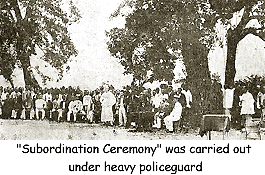 "Subordination Ceremony" was carried out
under heavy policeguard